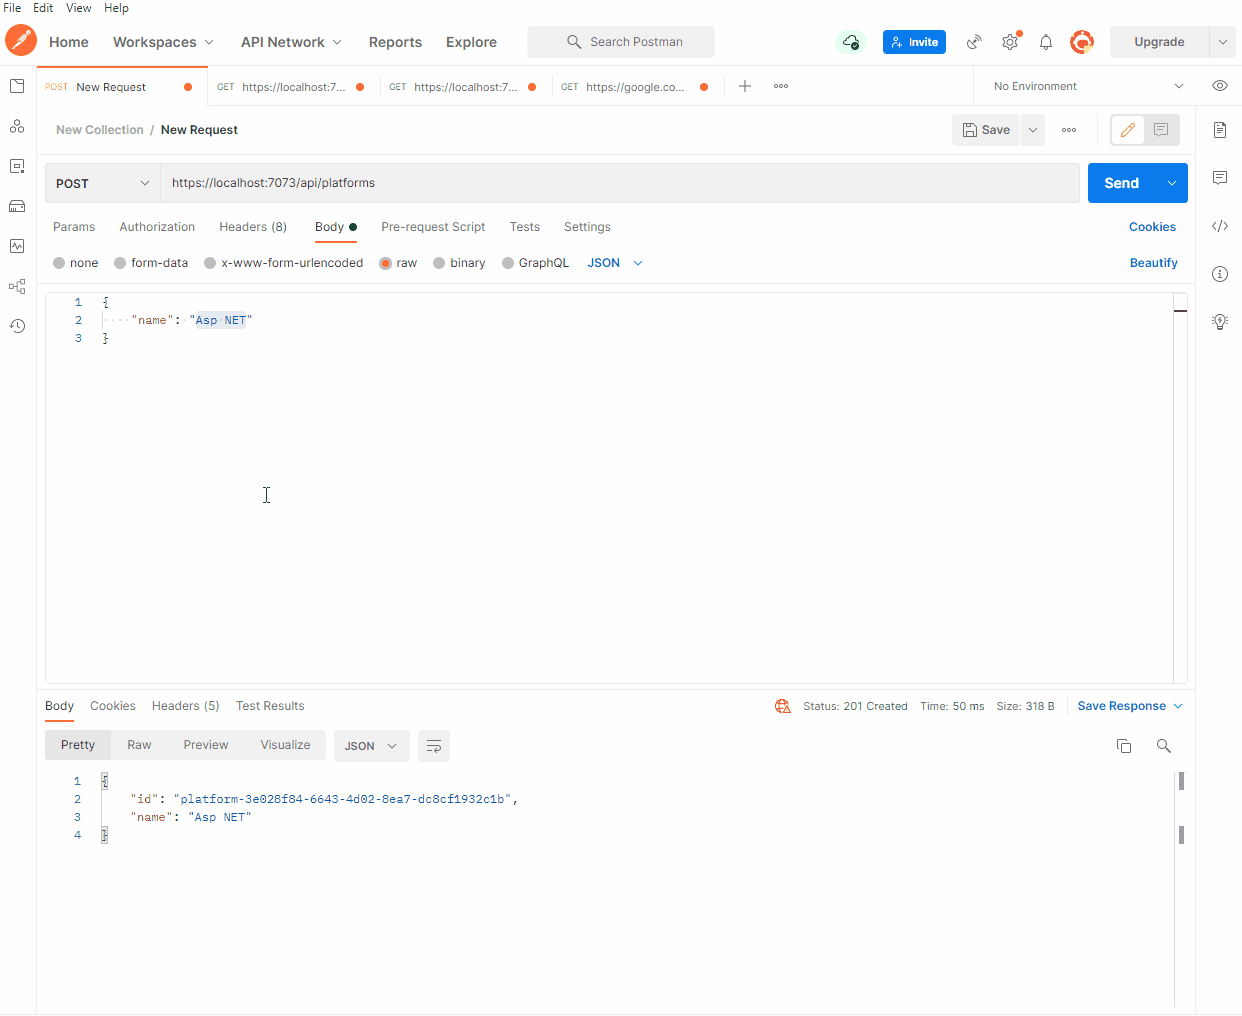 File Edit View Help
Home Workspaces API Network Reports Explore Search Postman Invite Upgrade
POST New Request GET https://localhost:7... GET https://localhost:7... GET https://google.co... No Environment
New Collection / New Request Save
POST https://localhost:7073/api/platforms Send
Params Authorization Headers (8) Body Pre-request Script Tests Settings Cookies
none form-data x-www-form-urlencoded raw binary GraphQL JSON Beautify
1 {
2 "name": "Asp NET"
3 }
Body Cookies Headers (5) Test Results Status: 201 Created Time: 50 ms Size: 318 B Save Response
Pretty Raw Preview Visualize JSON
1 {
2 "id": "platform-3e028f84-6643-4d02-8ea7-dc8cf1932c1b",
3 "name": "Asp NET"
4 }